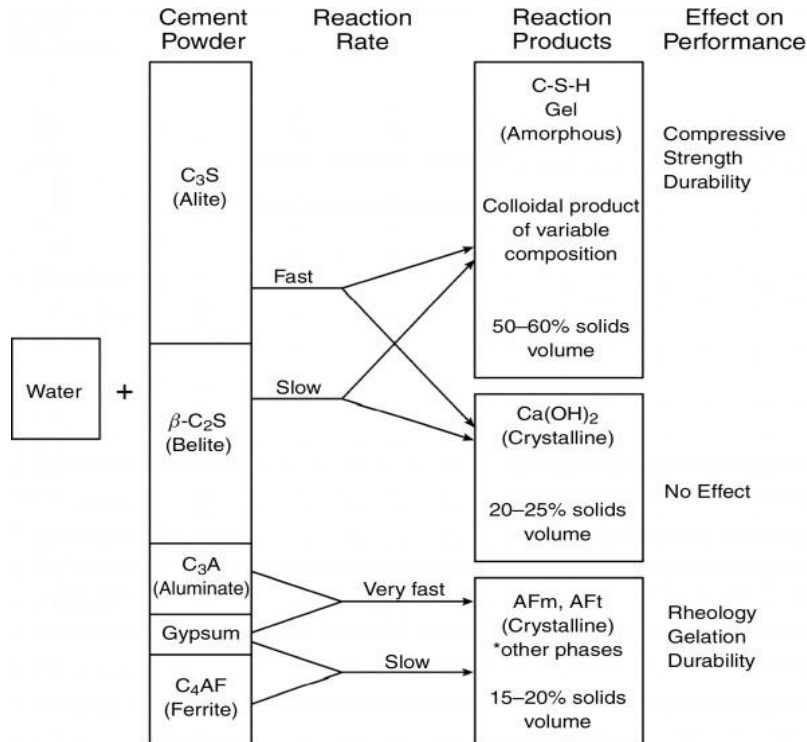 Cement
Powder
Reaction
Rate
Reaction
Products
Effect on
Performance
Water
+
C₃S
(Alite)
β-C₂S
(Belite)
C₃A
(Aluminate)
Gypsum
C₄AF
(Ferrite)
Fast
Slow
Very fast
Slow
C-S-H
Gel
(Amorphous)
Colloidal product
of variable
composition
50–60% solids
volume
Ca(OH)₂
(Crystalline)
20–25% solids
volume
AFm, AFt
(Crystalline)
*other phases
15–20% solids
volume
Compressive
Strength
Durability
No Effect
Rheology
Gelation
Durability